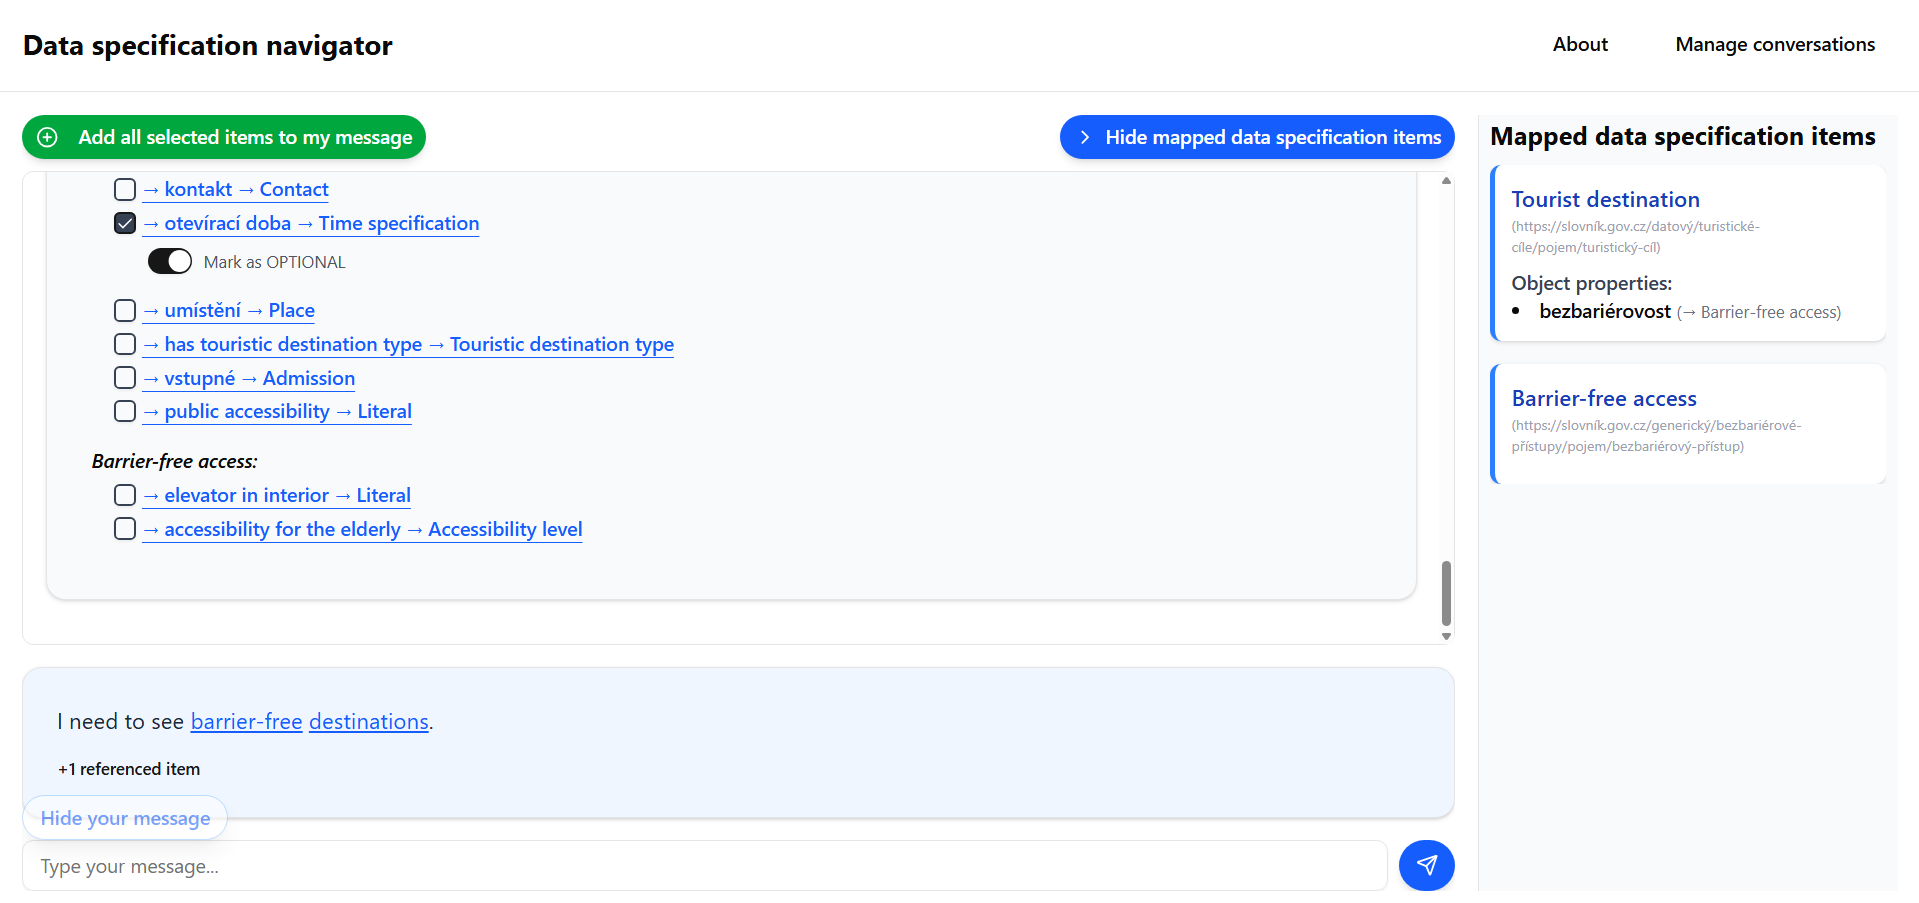 Data specification navigator
About
Manage conversations
Add all selected items to my message
Hide mapped data specification items
→ kontakt → Contact
→ otevírací doba → Time specification
Mark as OPTIONAL
→ umístění → Place
→ has touristic destination type → Touristic destination type
→ vstupné → Admission
→ public accessibility → Literal
Barrier-free access:
→ elevator in interior → Literal
→ accessibility for the elderly → Accessibility level
I need to see barrier-free destinations.
+1 referenced item
Hide your message
Type your message...
Mapped data specification items
Tourist destination
(https://slovník.gov.cz/datový/turistické-
cíle/pojem/turistický-cíl)
Object properties:
• bezbariérovost (→ Barrier-free access)
Barrier-free access
(https://slovník.gov.cz/generický/bezbariérové-
přístupy/pojem/bezbariérový-přístup)